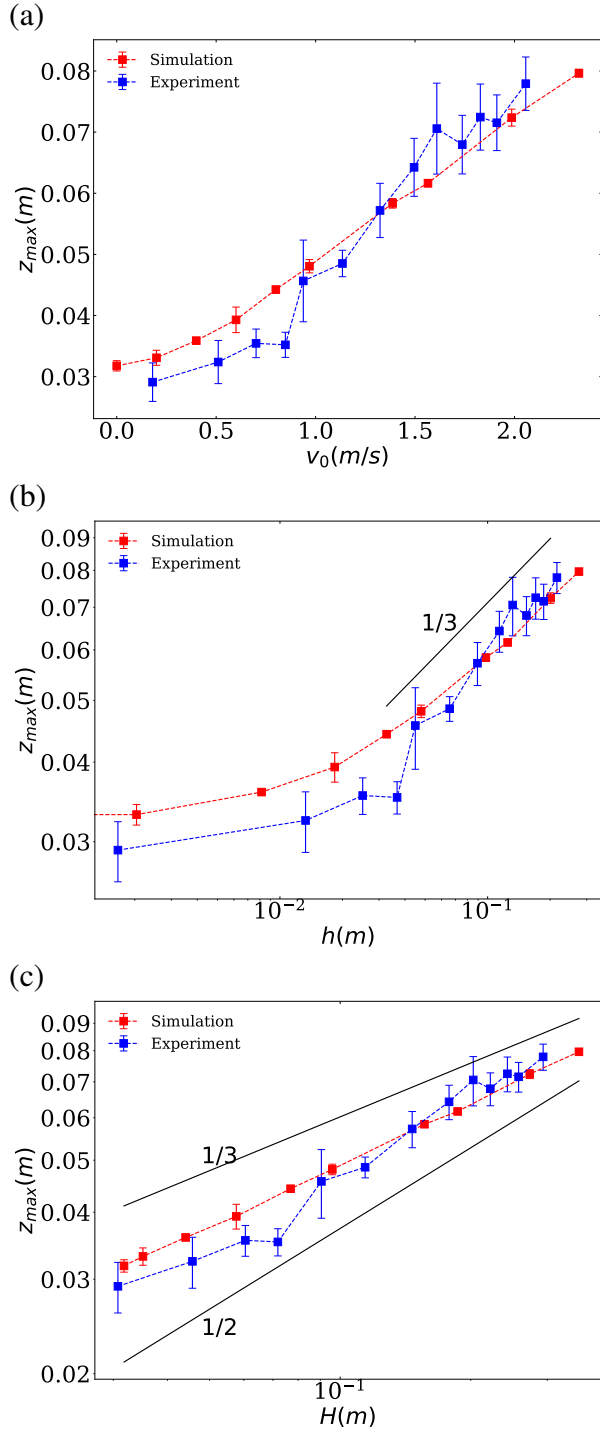 (a)
Simulation
Experiment
0.08
0.07
0.06
0.05
0.04
0.03
z_max(m)
0.0 0.5 1.0 1.5 2.0
v_0(m/s)
(b)
Simulation
Experiment
0.09
0.08
0.07
0.06
0.05
0.04
0.03
1/3
z_max(m)
10^-2 10^-1
h(m)
(c)
Simulation
Experiment
0.09
0.08
0.07
0.06
0.05
0.04
0.03
0.02
1/3
1/2
z_max(m)
10^-1
H(m)